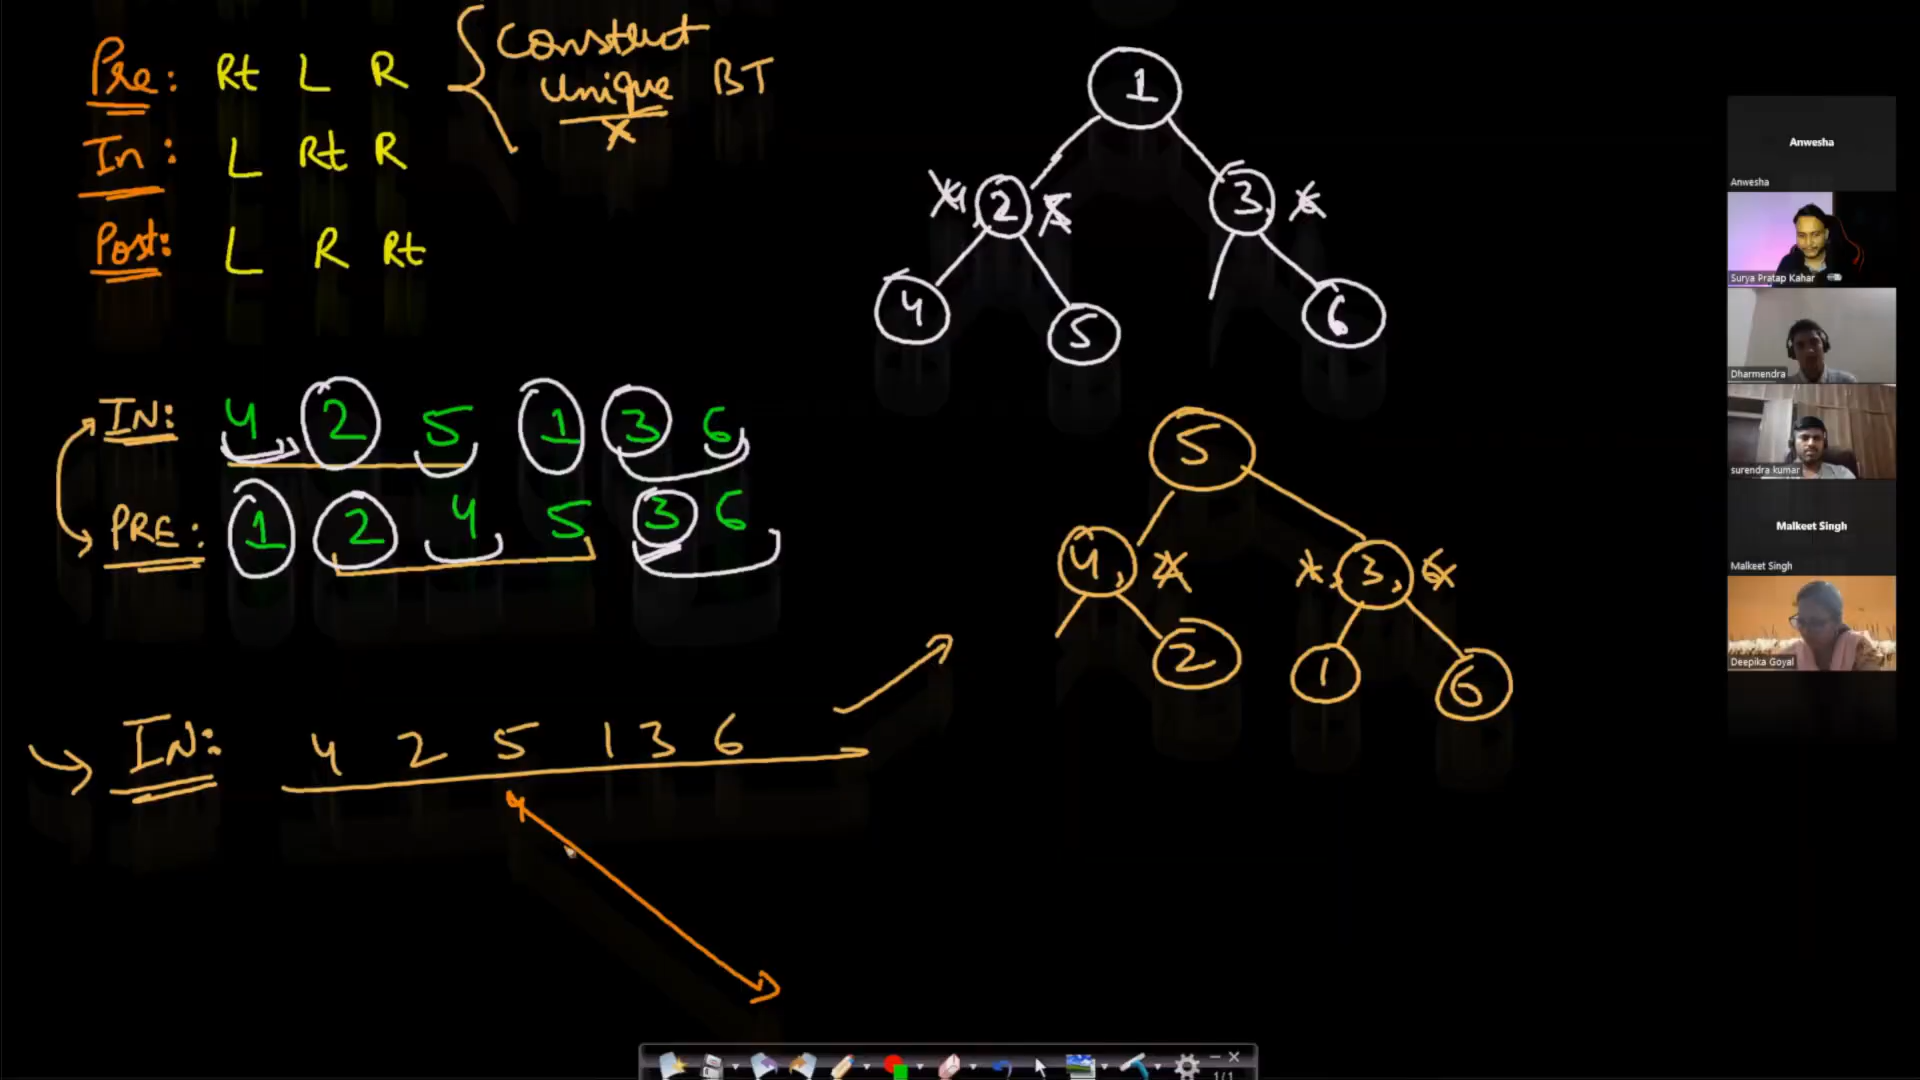 Pre: Rt L R
Construct
unique BT
x
In: L Rt R
Post: L R Rt
1
2
3
4
5
6
IN: 4 2 5 1 3 6
PRE: 1 2 4 5 3 6
5
4,
3,
2
1
6
IN: 4 2 5 1 3 6
Anwesha
Anwesha
Surya Pratap Kahar
Dharmendra
surendra kumar
Malkeet Singh
Malkeet Singh
Deepika Goyal
1/1